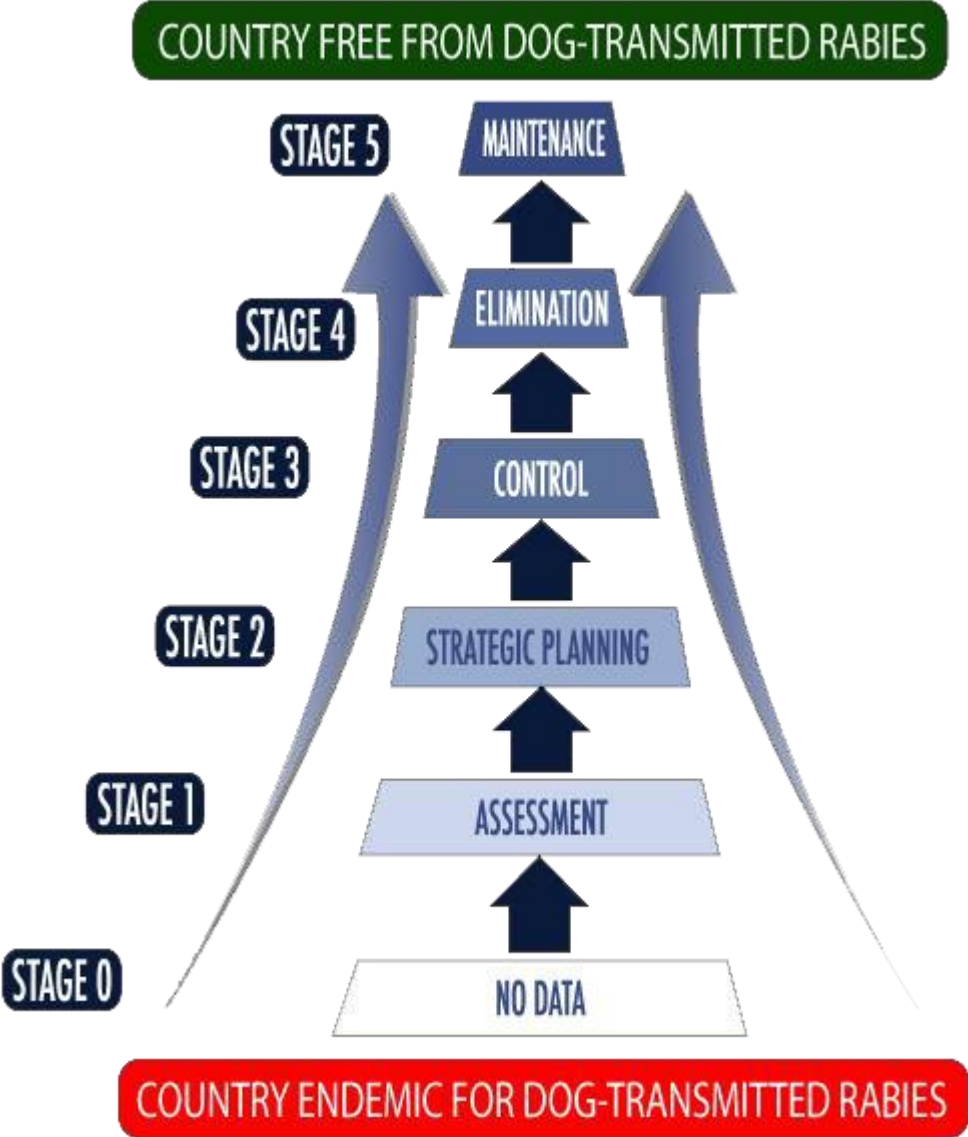 COUNTRY FREE FROM DOG-TRANSMITTED RABIES
STAGE 5
MAINTENANCE
STAGE 4
ELIMINATION
STAGE 3
CONTROL
STAGE 2
STRATEGIC PLANNING
STAGE 1
ASSESSMENT
STAGE 0
NO DATA
COUNTRY ENDEMIC FOR DOG-TRANSMITTED RABIES